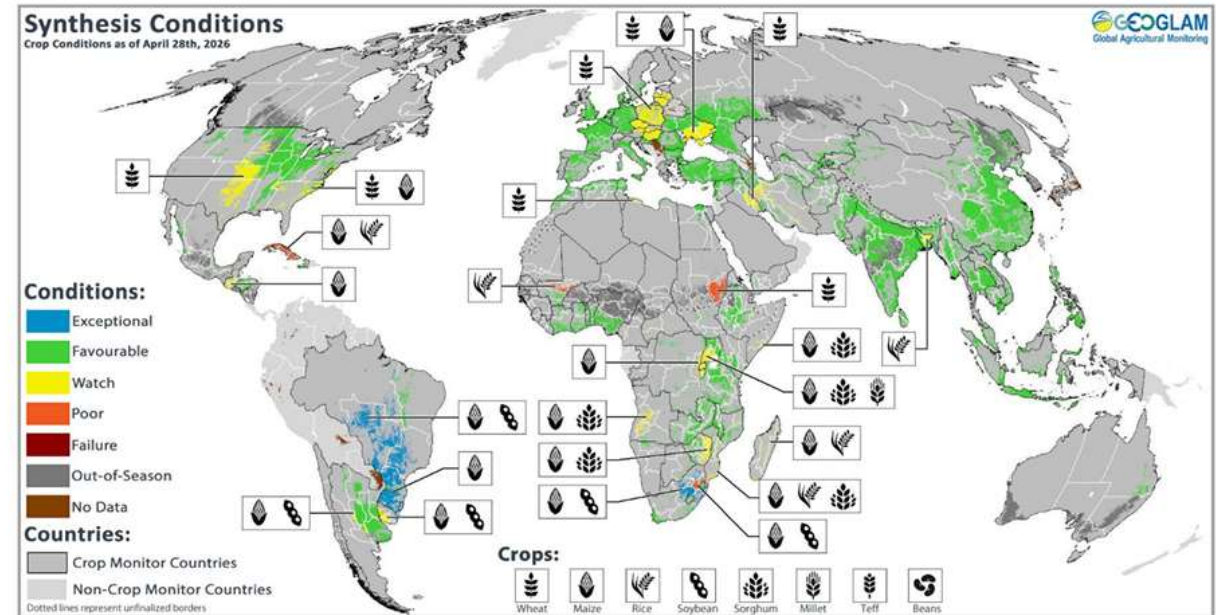 Synthesis Conditions
Crop Conditions as of April 28th, 2026
GEOGLAM
Global Agricultural Monitoring
Conditions:
Exceptional
Favourable
Watch
Poor
Failure
Out-of-Season
No Data
Countries:
Crop Monitor Countries
Non-Crop Monitor Countries
Dotted lines represent unfinalized borders
Crops:
Wheat Maize Rice Soybean Sorghum Millet Teff Beans